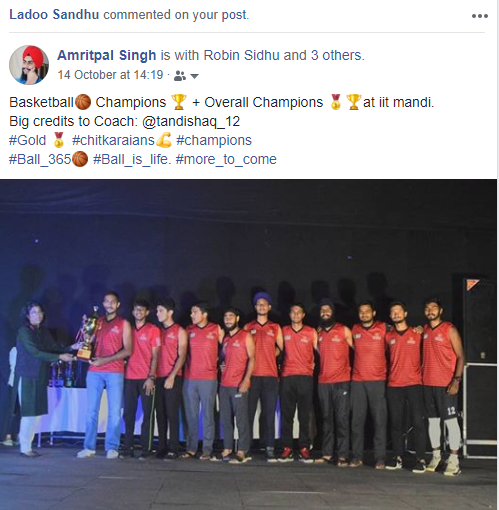 Ladoo Sandhu commented on your post.
Amritpal Singh is with Robin Sidhu and 3 others.
14 October at 14:19 ·
Basketball🏀 Champions 🏆 + Overall Champions 🏅🏆at iit mandi.
Big credits to Coach: @tandishaq_12
#Gold 🏅 #chitkaraians💪 #champions
#Ball_365🏀 #Ball_is_life. #more_to_come
12